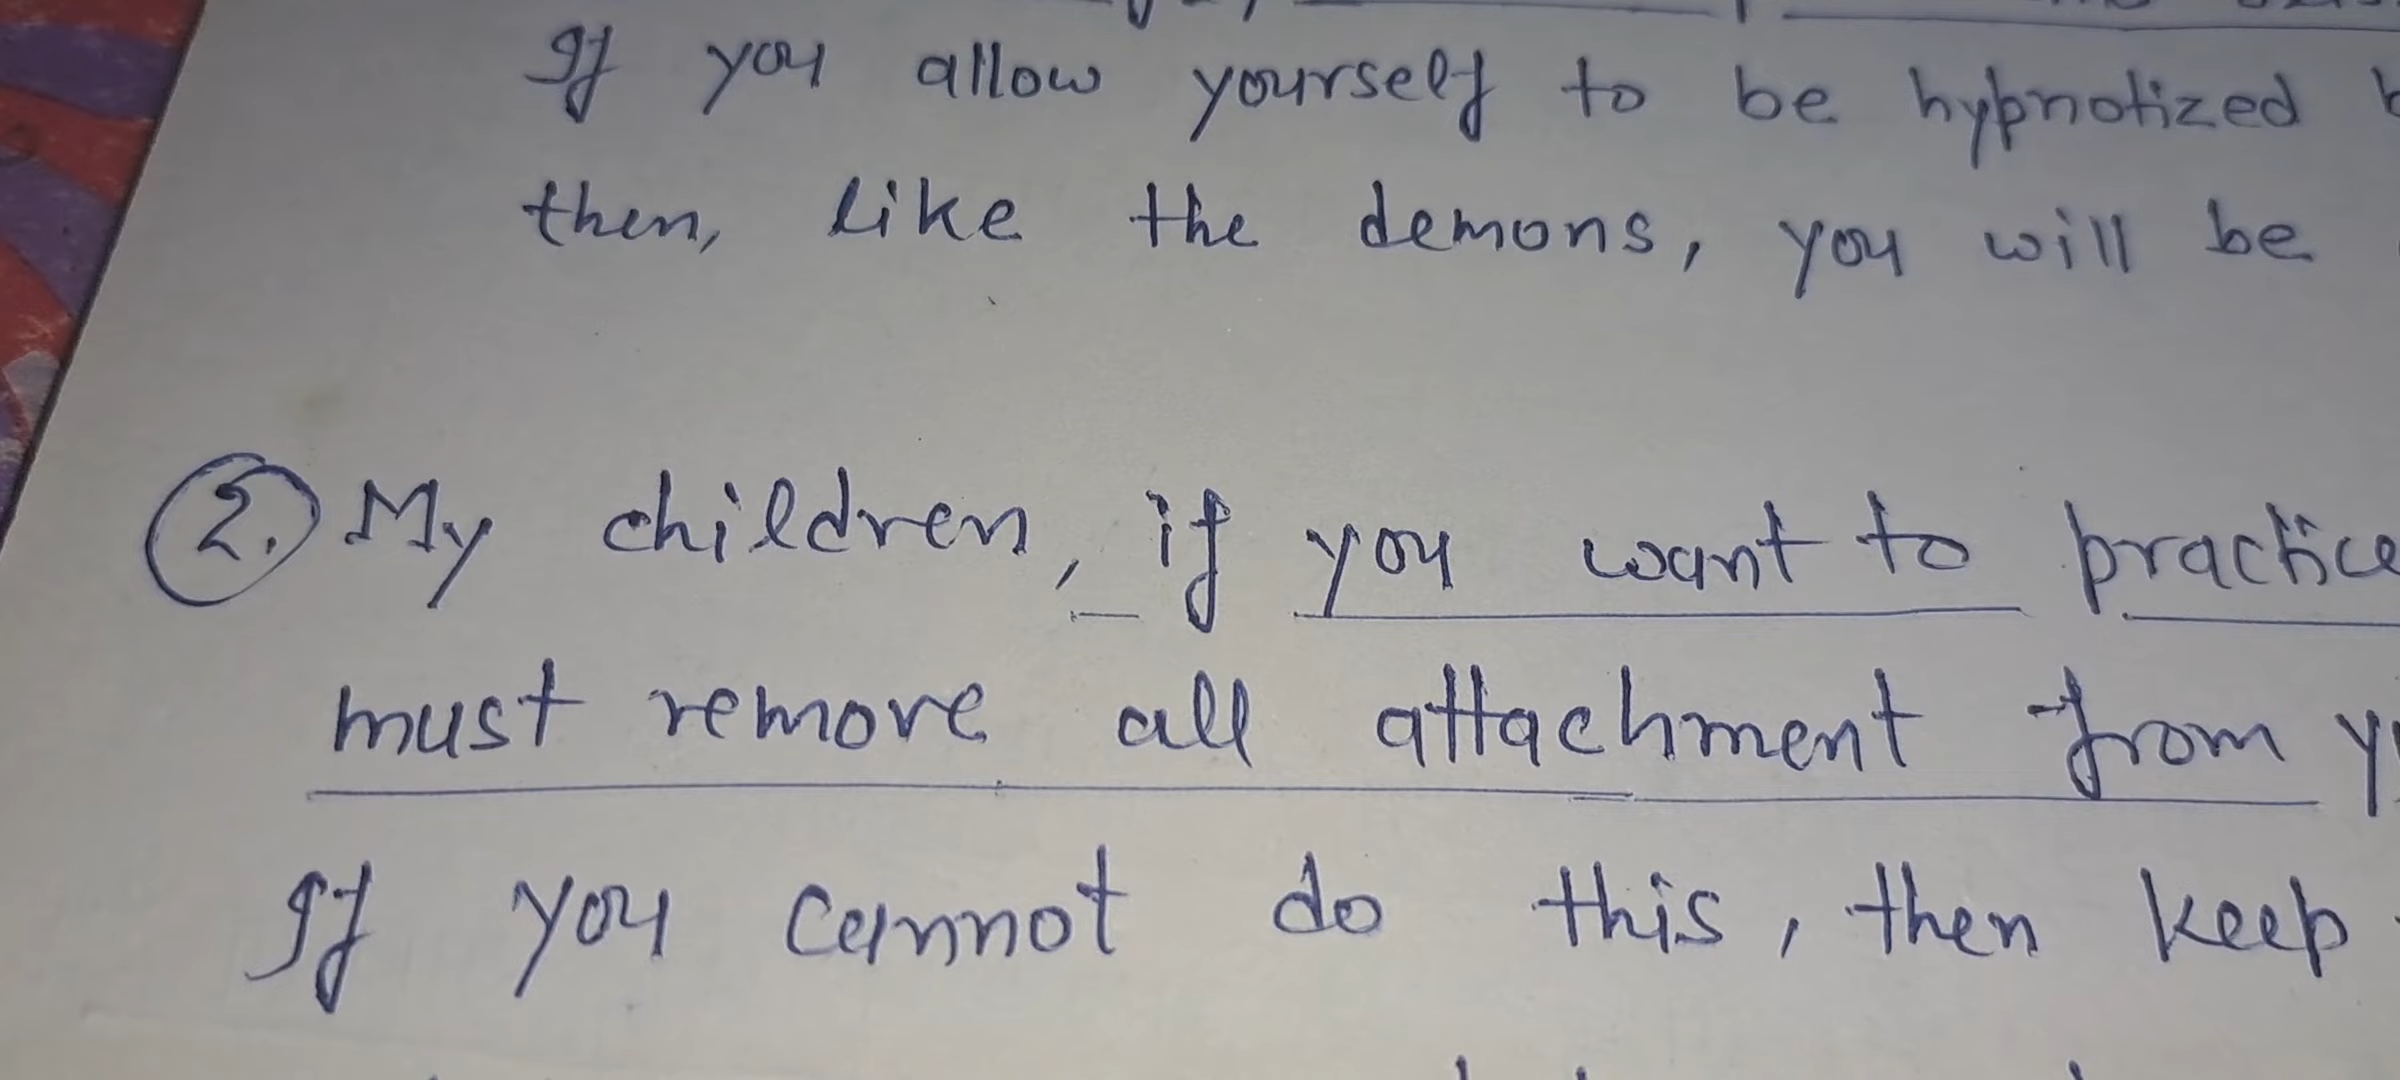 If you allow yourself to be hypnotized
then, like the demons, you will be
2. My children, if you want to practice
must remove all attachment from
If you cannot do this, then keep